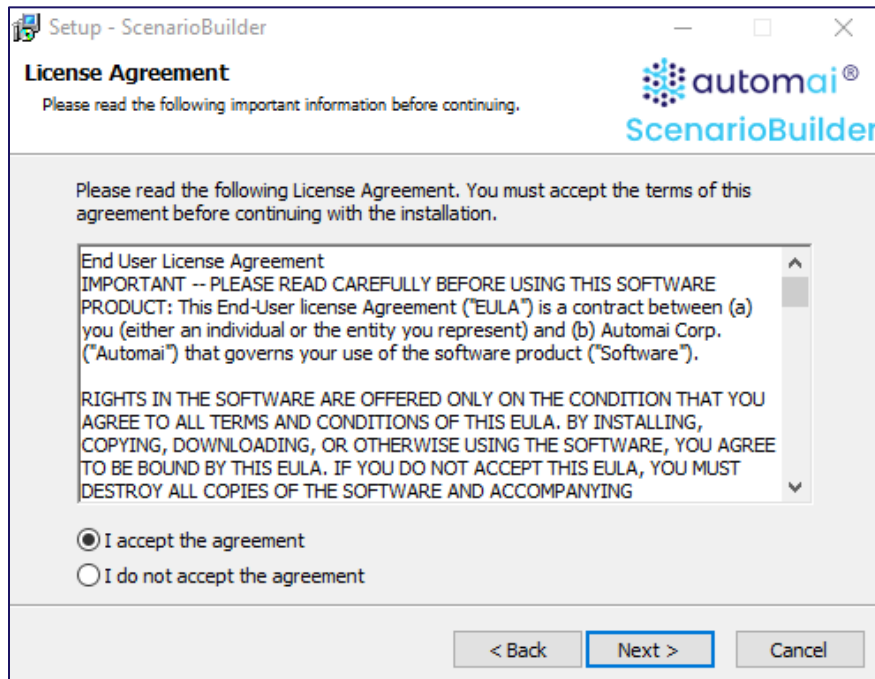 Setup - ScenarioBuilder
License Agreement
Please read the following important information before continuing.
automai®
ScenarioBuilder
Please read the following License Agreement. You must accept the terms of this
agreement before continuing with the installation.
End User License Agreement
IMPORTANT -- PLEASE READ CAREFULLY BEFORE USING THIS SOFTWARE
PRODUCT: This End-User license Agreement ("EULA") is a contract between (a)
you (either an individual or the entity you represent) and (b) Automai Corp.
("Automai") that governs your use of the software product ("Software").
RIGHTS IN THE SOFTWARE ARE OFFERED ONLY ON THE CONDITION THAT YOU
AGREE TO ALL TERMS AND CONDITIONS OF THIS EULA. BY INSTALLING,
COPYING, DOWNLOADING, OR OTHERWISE USING THE SOFTWARE, YOU AGREE
TO BE BOUND BY THIS EULA. IF YOU DO NOT ACCEPT THIS EULA, YOU MUST
DESTROY ALL COPIES OF THE SOFTWARE AND ACCOMPANYING
I accept the agreement
I do not accept the agreement
< Back
Next >
Cancel